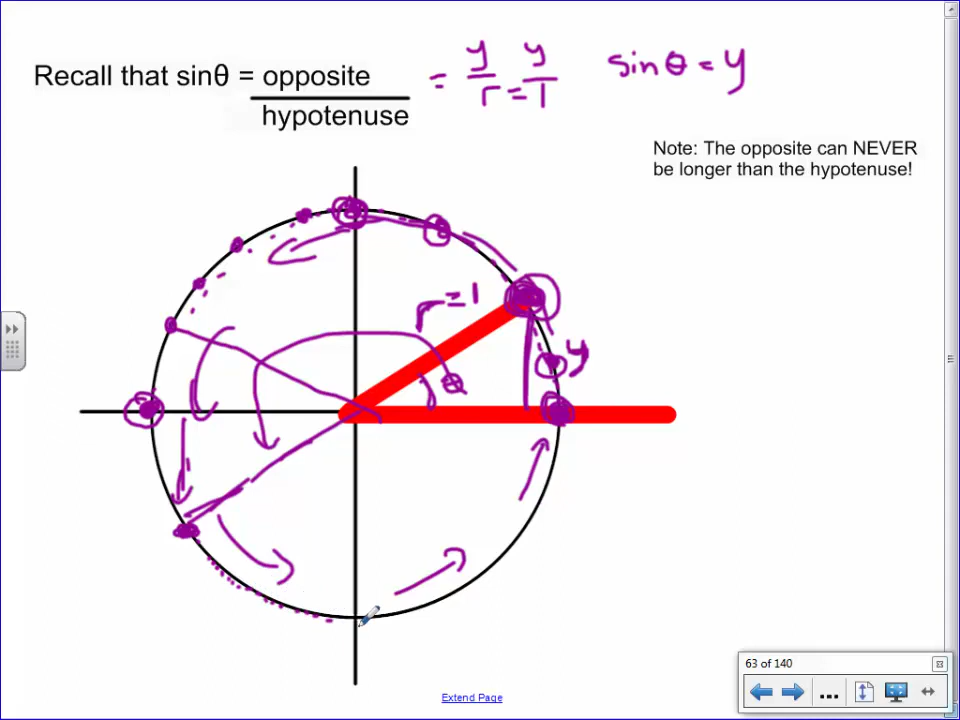 Recall that sinθ = opposite
hypotenuse
= y/r = y/1
sin θ = y
Note: The opposite can NEVER
be longer than the hypotenuse!
r=1
θ
y
Extend Page
63 of 140
...